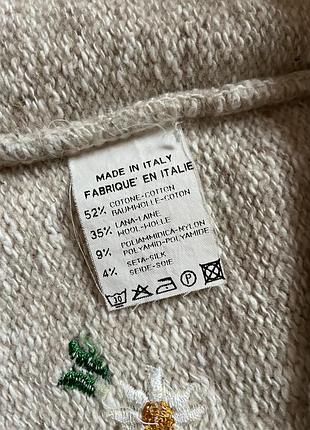 MADE IN ITALY
FABRIQUE' EN ITALIE
52% COTONE-COTTON
BAUMWOLLE-COTON
35% LANA-LAINE
WOOL-WOLLE
9% POLIAMMIDICA-NYLON
POLYAMID-POLYAMIDE
4% SETA-SILK
SEIDE-SOIE
30 P